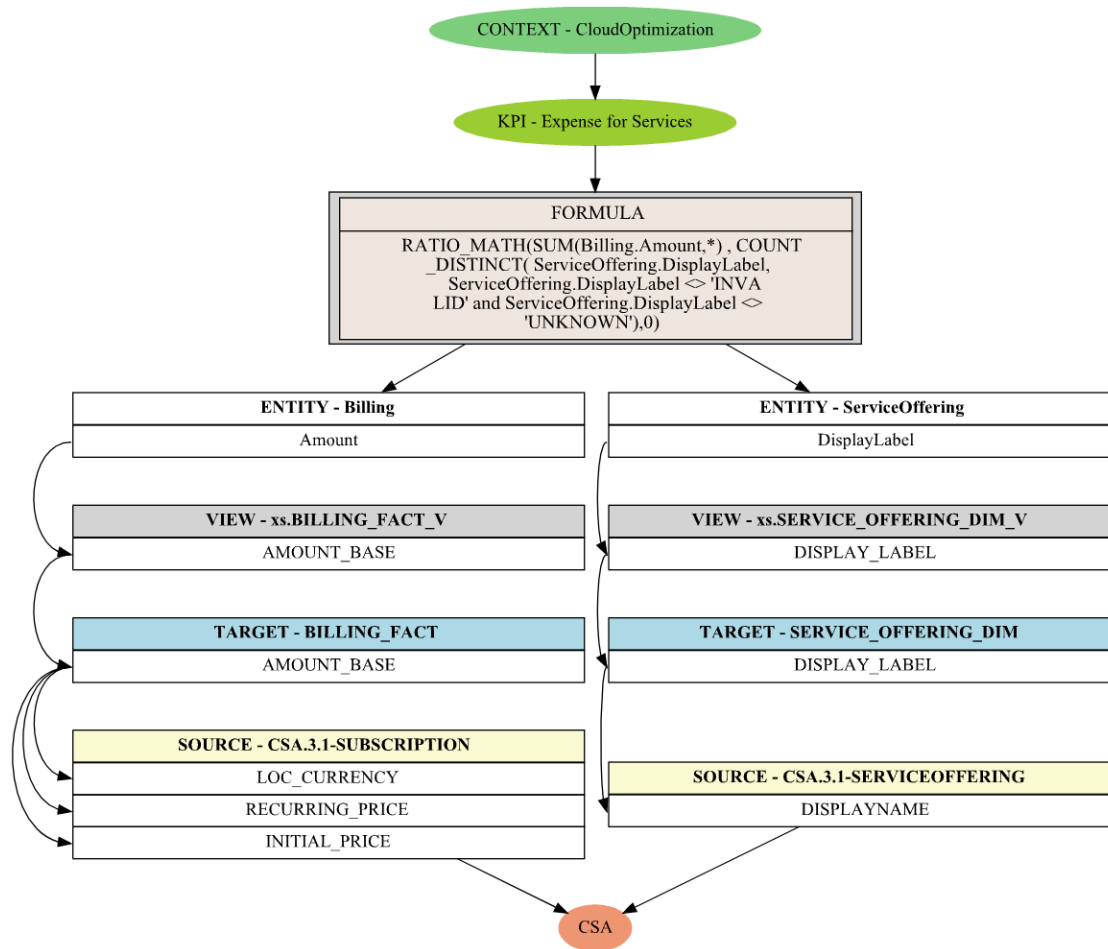 CONTEXT - CloudOptimization
KPI - Expense for Services
FORMULA
RATIO_MATH(SUM(Billing.Amount,*) , COUNT
_DISTINCT( ServiceOffering.DisplayLabel,
ServiceOffering.DisplayLabel <> 'INVA
LID' and ServiceOffering.DisplayLabel <>
'UNKNOWN'),0)
ENTITY - Billing
Amount
VIEW - xs.BILLING_FACT_V
AMOUNT_BASE
TARGET - BILLING_FACT
AMOUNT_BASE
SOURCE - CSA.3.1-SUBSCRIPTION
LOC_CURRENCY
RECURRING_PRICE
INITIAL_PRICE
ENTITY - ServiceOffering
DisplayLabel
VIEW - xs.SERVICE_OFFERING_DIM_V
DISPLAY_LABEL
TARGET - SERVICE_OFFERING_DIM
DISPLAY_LABEL
SOURCE - CSA.3.1-SERVICEOFFERING
DISPLAYNAME
CSA